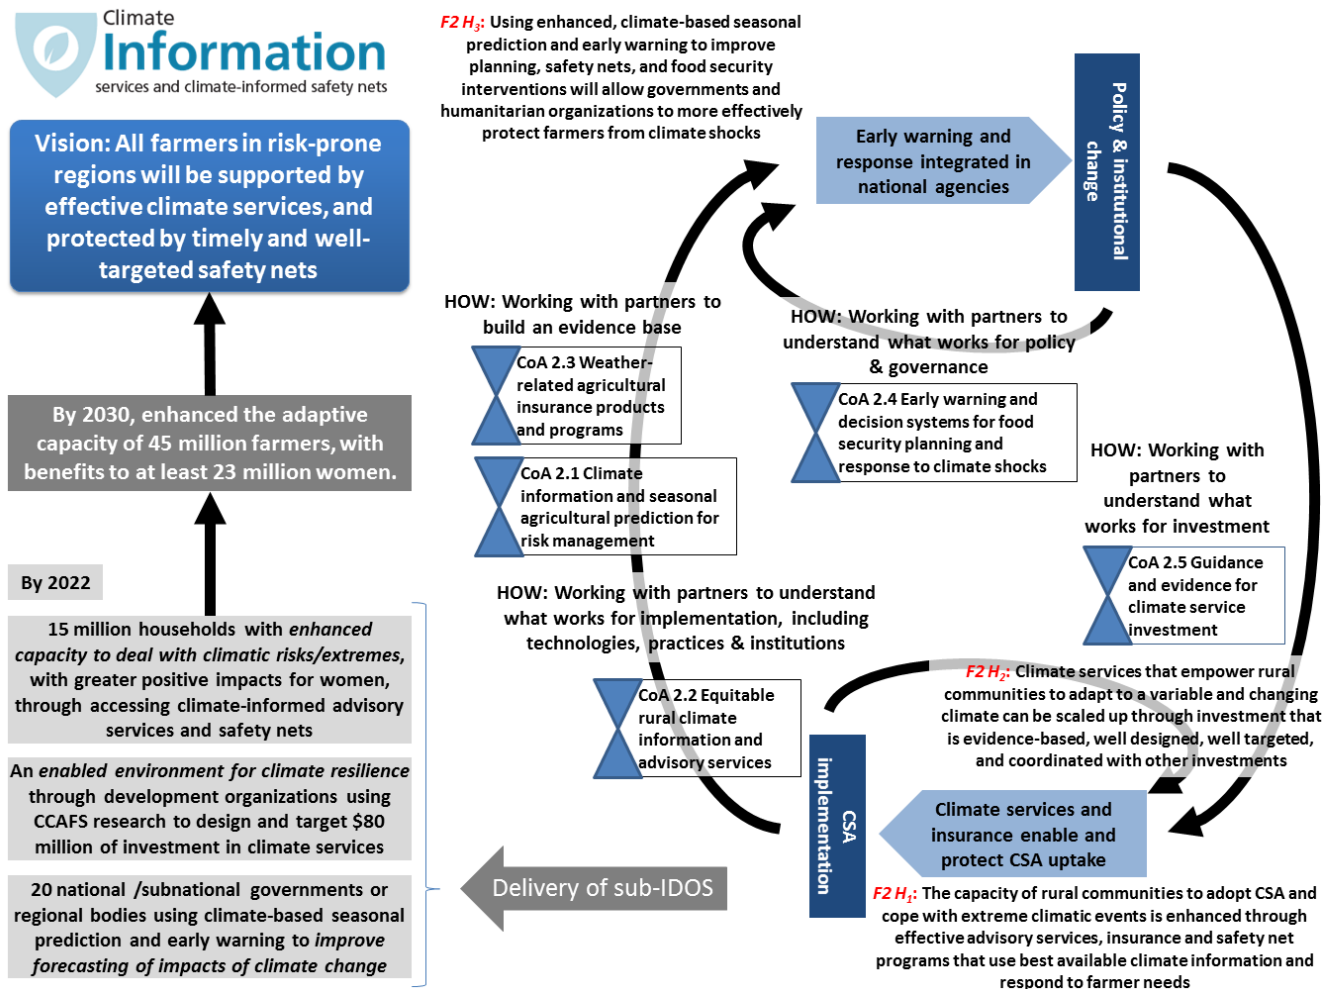 Climate
Information
services and climate-informed safety nets
Vision: All farmers in risk-prone
regions will be supported by
effective climate services, and
protected by timely and well-
targeted safety nets
By 2030, enhanced the adaptive
capacity of 45 million farmers, with
benefits to at least 23 million women.
By 2022
15 million households with enhanced
capacity to deal with climatic risks/extremes,
with greater positive impacts for women,
through accessing climate-informed advisory
services and safety nets
An enabled environment for climate resilience
through development organizations using
CCAFS research to design and target $80
million of investment in climate services
20 national /subnational governments or
regional bodies using climate-based seasonal
prediction and early warning to improve
forecasting of impacts of climate change
F2 H3: Using enhanced, climate-based seasonal
prediction and early warning to improve
planning, safety nets, and food security
interventions will allow governments and
humanitarian organizations to more effectively
protect farmers from climate shocks
Early warning and
response integrated in
national agencies
Policy & institutional
change
HOW: Working with partners to
build an evidence base
CoA 2.3 Weather-
related agricultural
insurance products
and programs
CoA 2.1 Climate
information and seasonal
agricultural prediction for
risk management
HOW: Working with partners to
understand what works for policy
& governance
CoA 2.4 Early warning and
decision systems for food
security planning and
response to climate shocks
HOW: Working with
partners to
understand what
works for investment
CoA 2.5 Guidance
and evidence for
climate service
investment
HOW: Working with partners to understand
what works for implementation, including
technologies, practices & institutions
CoA 2.2 Equitable
rural climate
information and
advisory services
F2 H2: Climate services that empower rural
communities to adapt to a variable and changing
climate can be scaled up through investment that
is evidence-based, well designed, well targeted,
and coordinated with other investments
CSA
implementation
Climate services and
insurance enable and
protect CSA uptake
Delivery of sub-IDOS
F2 H1: The capacity of rural communities to adopt CSA and
cope with extreme climatic events is enhanced through
effective advisory services, insurance and safety net
programs that use best available climate information and
respond to farmer needs